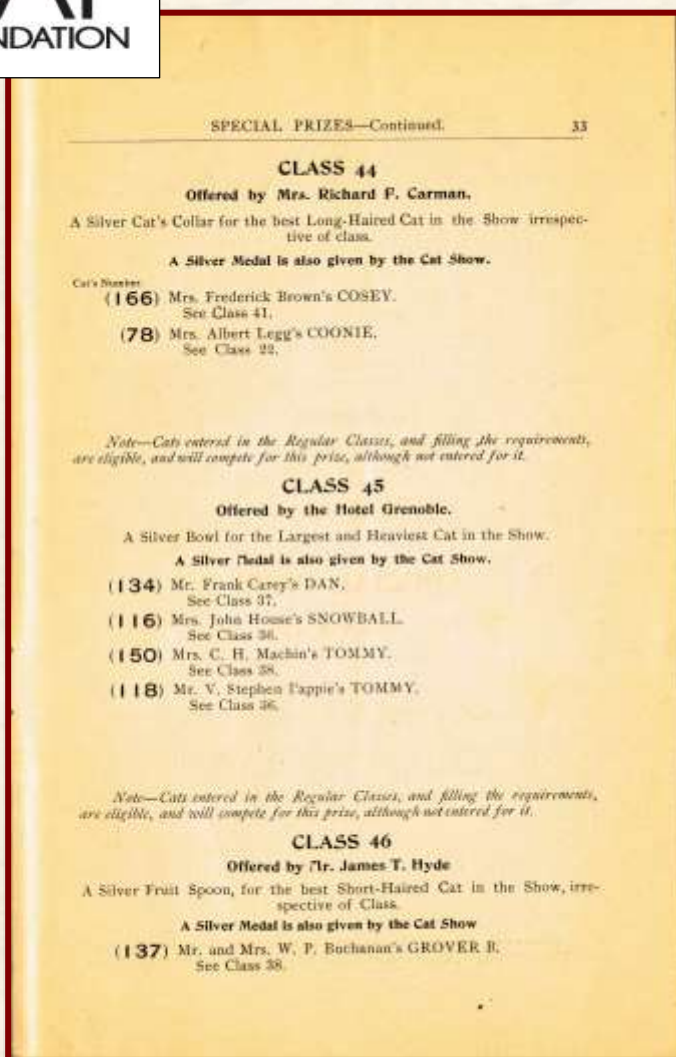 NDATION
SPECIAL PRIZES—Continued. 33
CLASS 44
Offered by Mrs. Richard F. Carman.
A Silver Cat's Collar for the best Long-Haired Cat in the Show irrespec-
tive of class.
A Silver Medal is also given by the Cat Show.
Cat's Number
(166) Mrs. Frederick Brown's COSEY.
See Class 41.
(78) Mrs. Albert Legg's COONIE.
See Class 22.
Note—Cats entered in the Regular Classes, and filling the requirements,
are eligible, and will compete for this prize, although not entered for it.
CLASS 45
Offered by the Hotel Grenoble.
A Silver Bowl for the Largest and Heaviest Cat in the Show.
A Silver Medal is also given by the Cat Show.
(134) Mr. Frank Carey's DAN.
See Class 37.
(116) Mrs. John House's SNOWBALL.
See Class 36.
(150) Mrs. C. H. Machin's TOMMY.
See Class 38.
(118) Mr. V. Stephen Pappie's TOMMY.
See Class 36.
Note—Cats entered in the Regular Classes, and filling the requirements,
are eligible, and will compete for this prize, although not entered for it.
CLASS 46
Offered by Mr. James T. Hyde
A Silver Fruit Spoon, for the best Short-Haired Cat in the Show, irre-
spective of Class.
A Silver Medal is also given by the Cat Show
(137) Mr. and Mrs. W. P. Buchanan's GROVER B.
See Class 38.